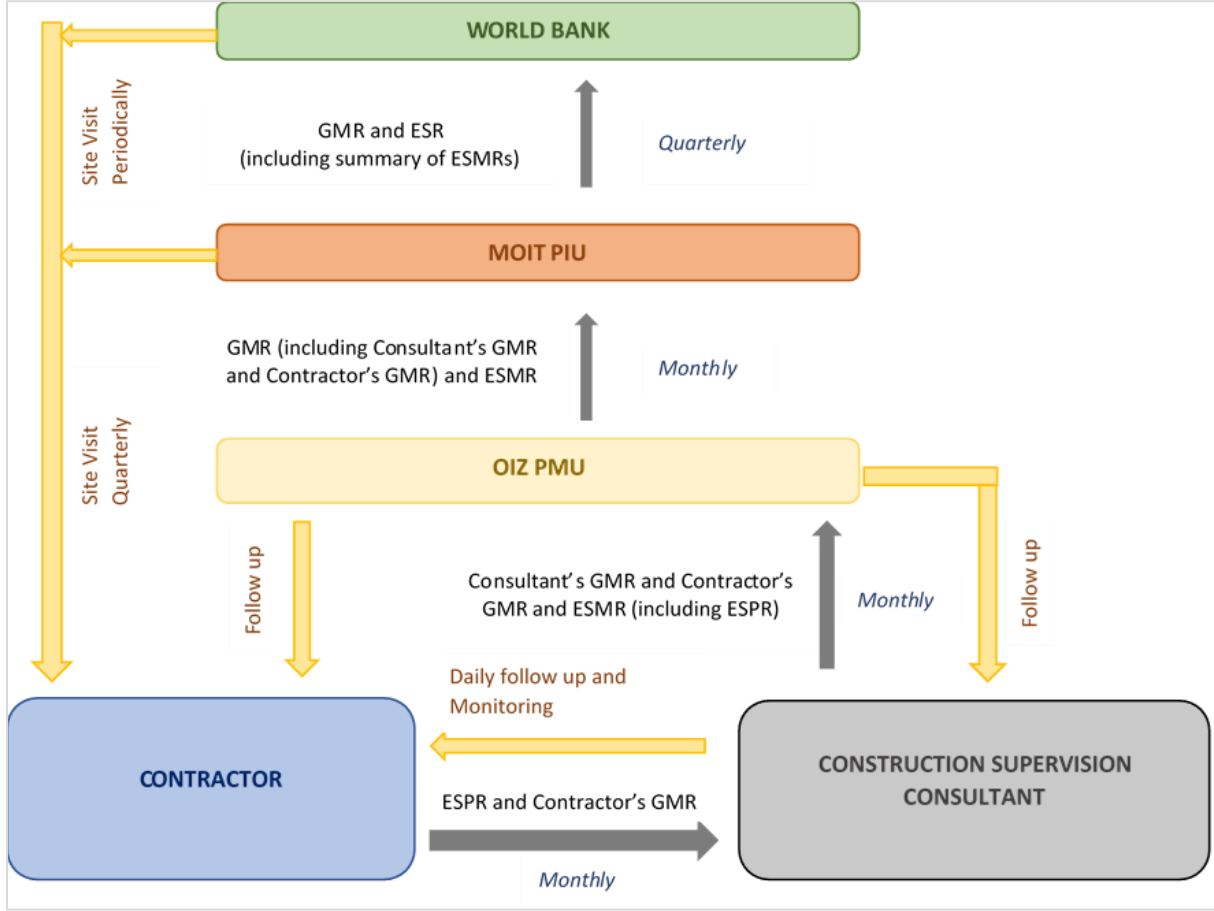 WORLD BANK
Site Visit
Periodically
GMR and ESR
(including summary of ESMRs)
Quarterly
MOIT PIU
GMR (including Consultant’s GMR
and Contractor’s GMR) and ESMR
Monthly
Site Visit
Quarterly
OIZ PMU
Follow up
Consultant’s GMR and Contractor’s
GMR and ESMR (including ESPR)
Monthly
Follow up
Daily follow up and
Monitoring
CONTRACTOR
CONSTRUCTION SUPERVISION
CONSULTANT
ESPR and Contractor’s GMR
Monthly